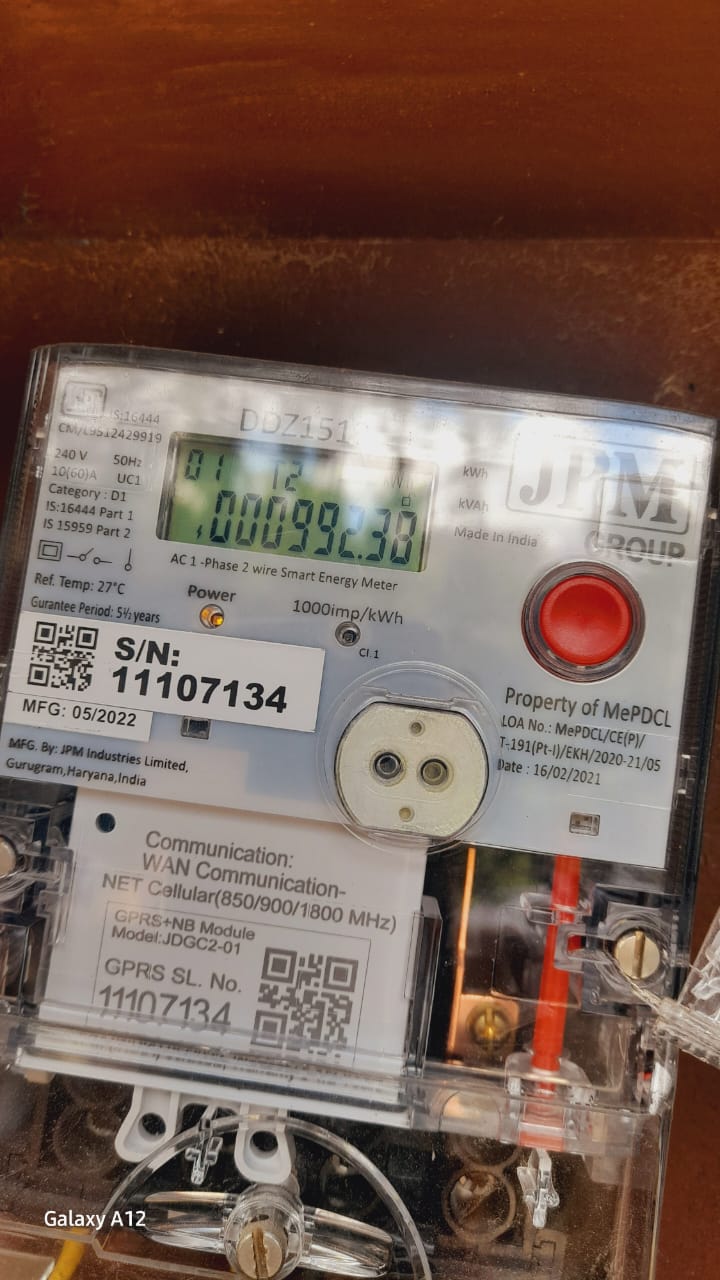 JPM
IS:16444
CM/L9512429919
DDZ151
240 V 50Hz
10(60)A UC1
Category : D1
IS:16444 Part 1
IS 15959 Part 2
01 T2 kWh
000992.38
kWh
kVAh
Made In India
JPM
GROUP
AC 1 -Phase 2 wire Smart Energy Meter
Ref. Temp: 27°C
Gurantee Period: 5½ years
Power
1000imp/kWh
Cl.1
S/N:
11107134
MFG: 05/2022
MFG. By: JPM Industries Limited,
Gurugram,Haryana,India
Property of MePDCL
LOA No.: MePDCL/CE(P)/
T-191(Pt-I)/EKH/2020-21/05
Date : 16/02/2021
Communication:
WAN Communication-
NET Cellular(850/900/1800 MHz)
GPRS+NB Module
Model:JDGC2-01
GPRS SL. No.
11107134
Galaxy A12